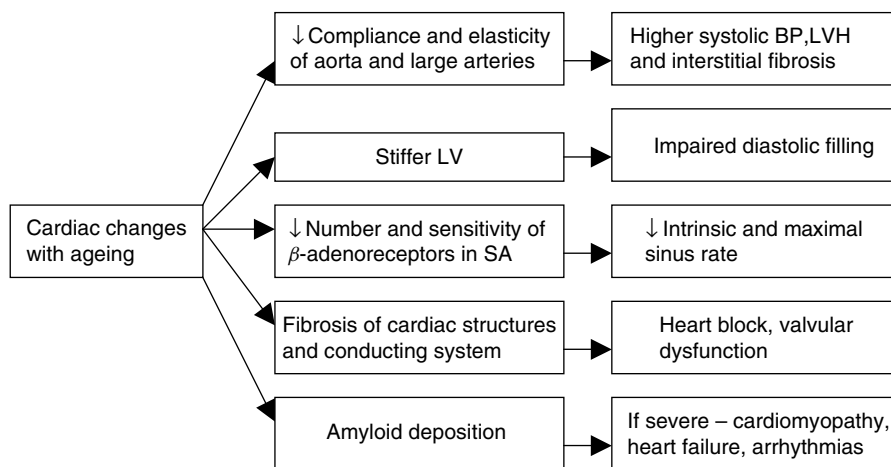 Cardiac changes
with ageing
↓ Compliance and elasticity
of aorta and large arteries
Higher systolic BP,LVH
and interstitial fibrosis
Stiffer LV
Impaired diastolic filling
↓ Number and sensitivity of
β-adenoreceptors in SA
↓ Intrinsic and maximal
sinus rate
Fibrosis of cardiac structures
and conducting system
Heart block, valvular
dysfunction
Amyloid deposition
If severe – cardiomyopathy,
heart failure, arrhythmias